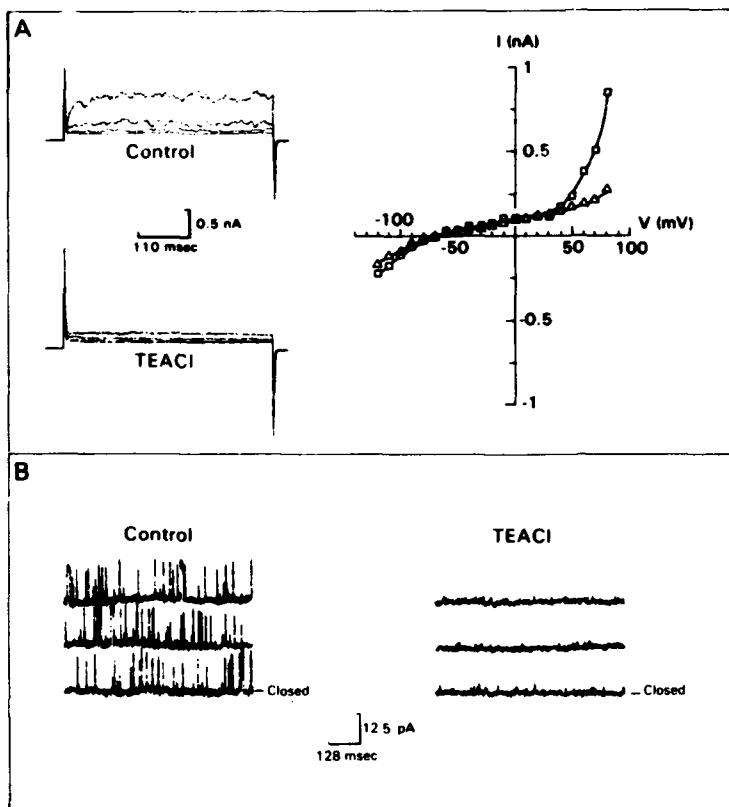 A
Control
0.5 nA
110 msec
TEACl
I (nA)
1
0.5
-100
-50
50
100
V (mV)
-0.5
-1
B
Control
TEACl
Closed
Closed
12.5 pA
128 msec